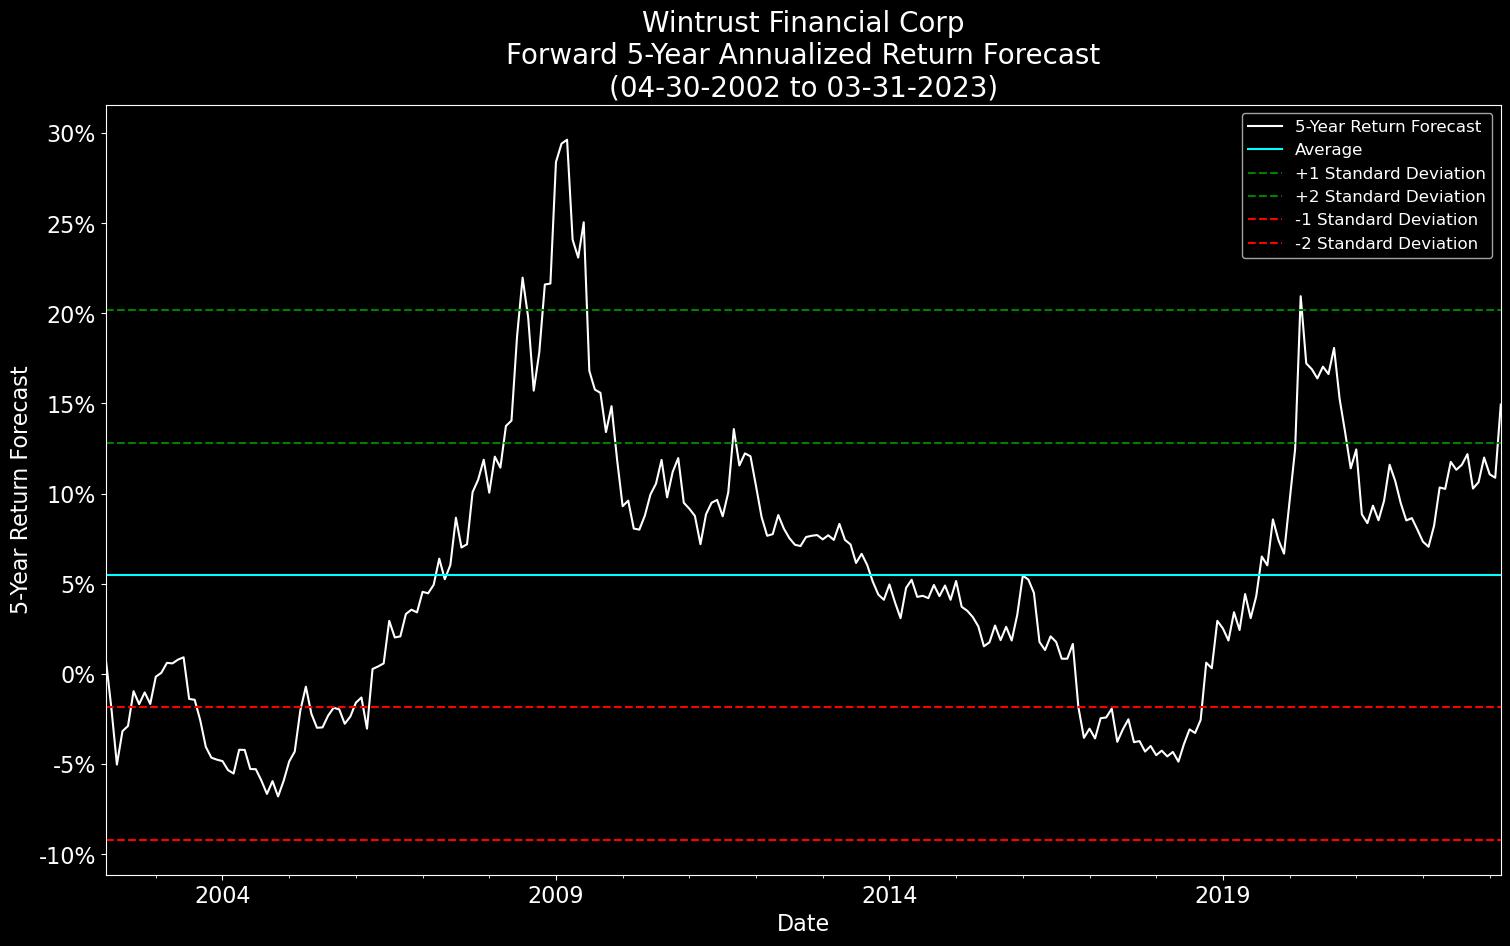 Wintrust Financial Corp
Forward 5-Year Annualized Return Forecast
(04-30-2002 to 03-31-2023)
5-Year Return Forecast
Average
+1 Standard Deviation
+2 Standard Deviation
-1 Standard Deviation
-2 Standard Deviation
5-Year Return Forecast
30%
25%
20%
15%
10%
5%
0%
-5%
-10%
2004
2009
2014
2019
Date